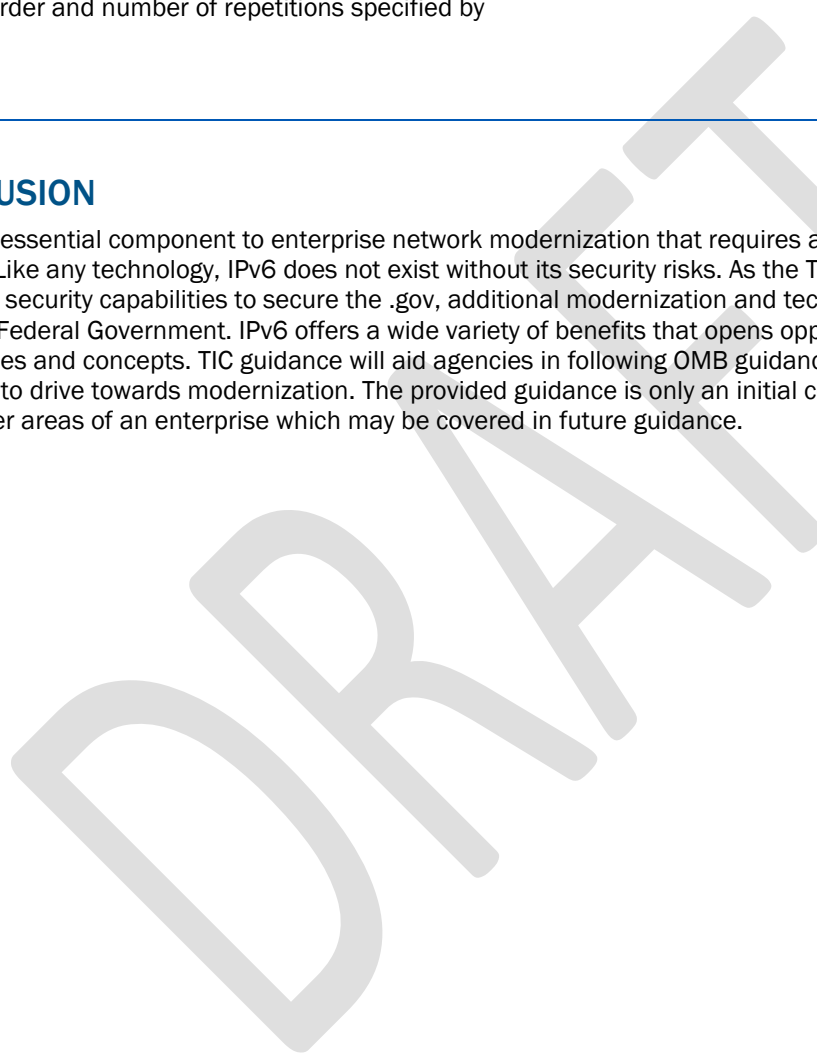 rder and number of repetitions specified by
USION
essential component to enterprise network modernization that requires a
Like any technology, IPv6 does not exist without its security risks. As the T
security capabilities to secure the .gov, additional modernization and tec
Federal Government. IPv6 offers a wide variety of benefits that opens opp
es and concepts. TIC guidance will aid agencies in following OMB guidanc
to drive towards modernization. The provided guidance is only an initial c
er areas of an enterprise which may be covered in future guidance.
DRAFT